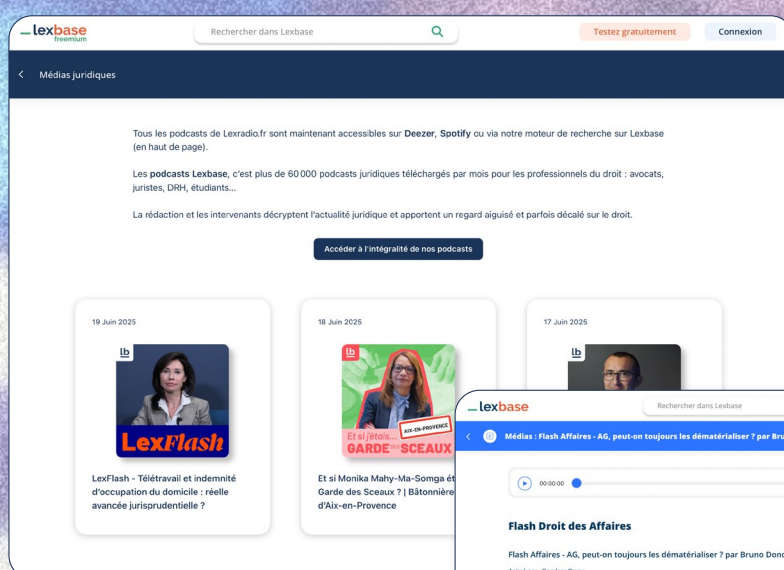 lexbase
freemium
Rechercher dans Lexbase
Testez gratuitement
Connexion
Médias juridiques
Tous les podcasts de Lexradio.fr sont maintenant accessibles sur Deezer, Spotify ou via notre moteur de recherche sur Lexbase
(en haut de page).
Les podcasts Lexbase, c'est plus de 60 000 podcasts juridiques téléchargés par mois pour les professionnels du droit : avocats,
juristes, DRH, étudiants...
La rédaction et les intervenants décryptent l'actualité juridique et apportent un regard aiguisé et parfois décalé sur le droit.
Accéder à l'intégralité de nos podcasts
19 Juin 2025
lb
LexFlash
LexFlash - Télétravail et indemnité
d'occupation du domicile : réelle
avancée jurisprudentielle ?
18 Juin 2025
lb
Et si j'étais...
AIX-EN-PROVENCE
GARDE DES SCEAUX
Et si Monika Mahy-Ma-Somga ét
Garde des Sceaux ? | Bâtonnière
d'Aix-en-Provence
17 Juin 2025
lb
lexbase
Rechercher dans Lexbase
Médias : Flash Affaires - AG, peut-on toujours les dématérialiser ? par Bru
00:00:00
Flash Droit des Affaires
Flash Affaires - AG, peut-on toujours les dématérialiser ? par Bruno Donc